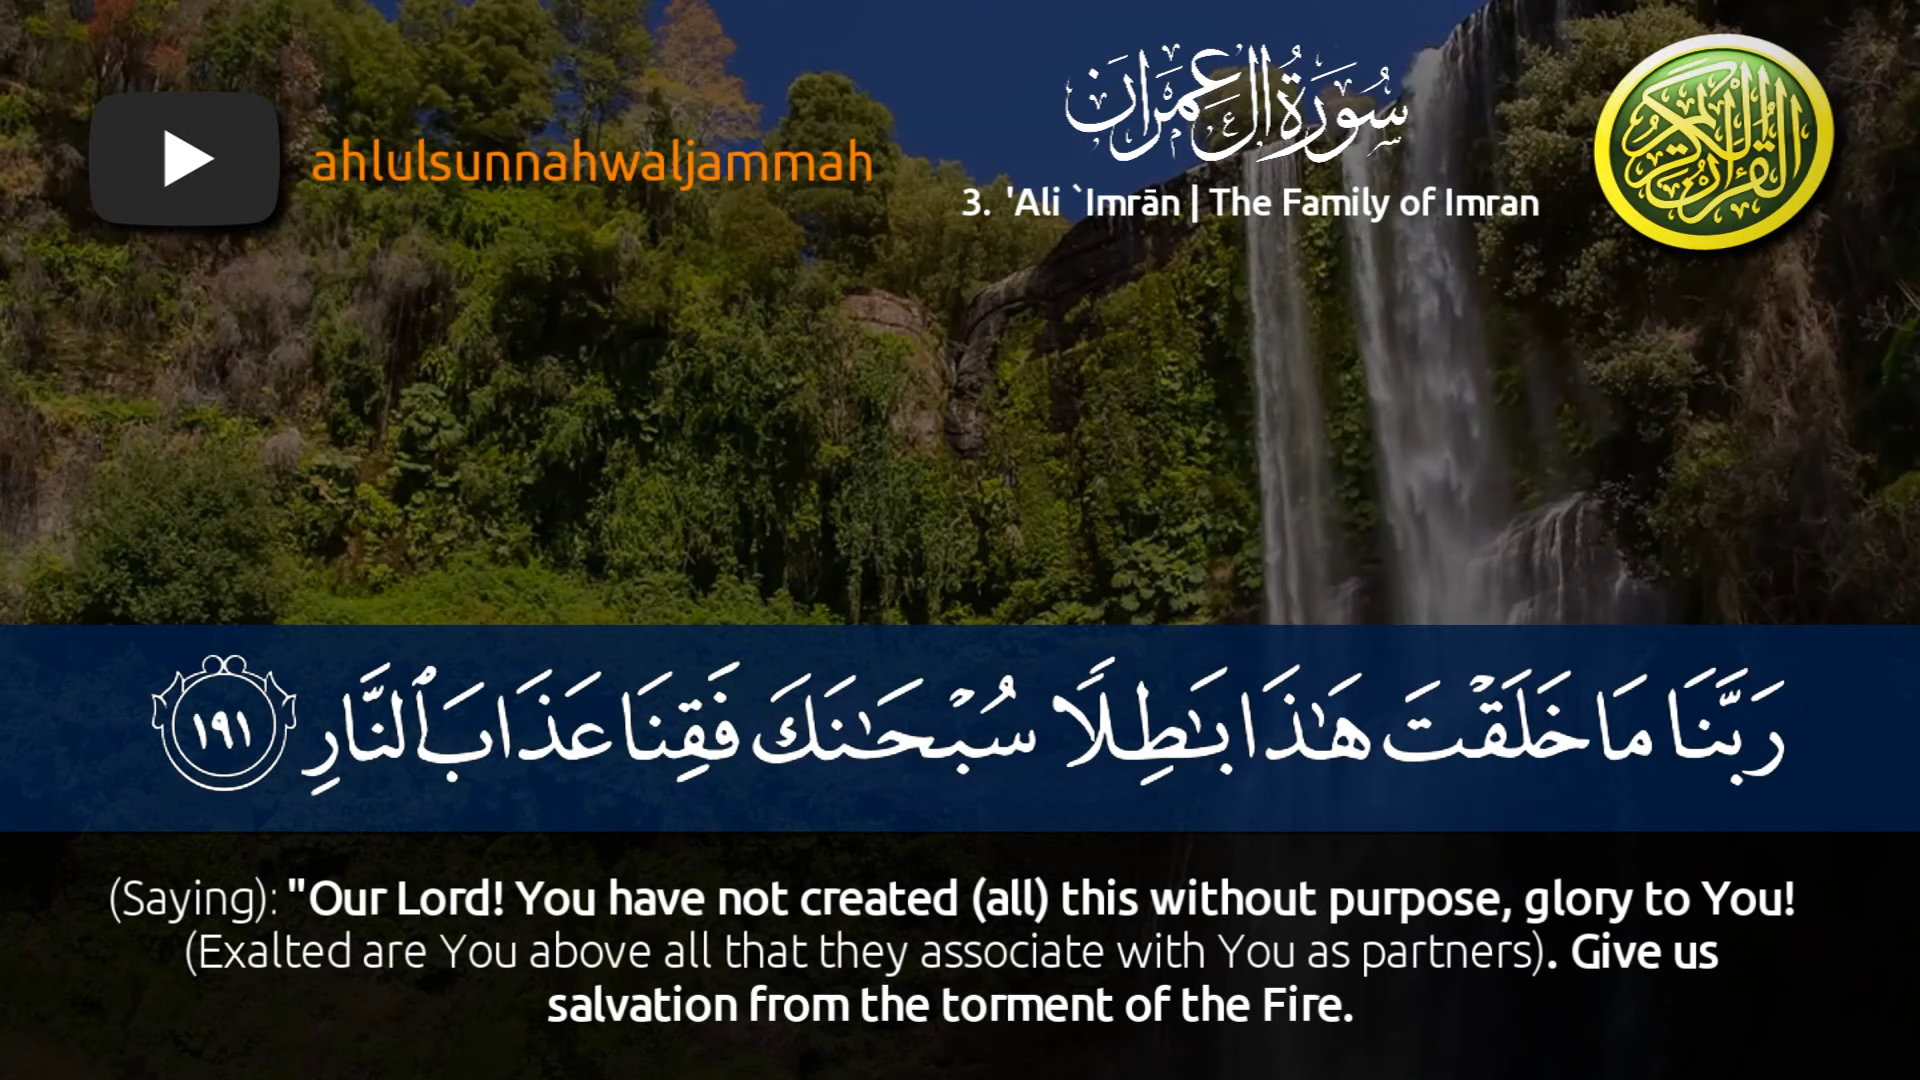 ahlulsunnahwaljammah
سُورَةُ آلِ عِمْرَانَ
3. 'Ali `Imrān | The Family of Imran
القرآن الكريم
رَبَّنَا مَا خَلَقْتَ هَـٰذَا بَـٰطِلًا سُبْحَـٰنَكَ فَقِنَا عَذَابَ ٱلنَّارِ ١٩١
(Saying): "Our Lord! You have not created (all) this without purpose, glory to You!
(Exalted are You above all that they associate with You as partners). Give us
salvation from the torment of the Fire.